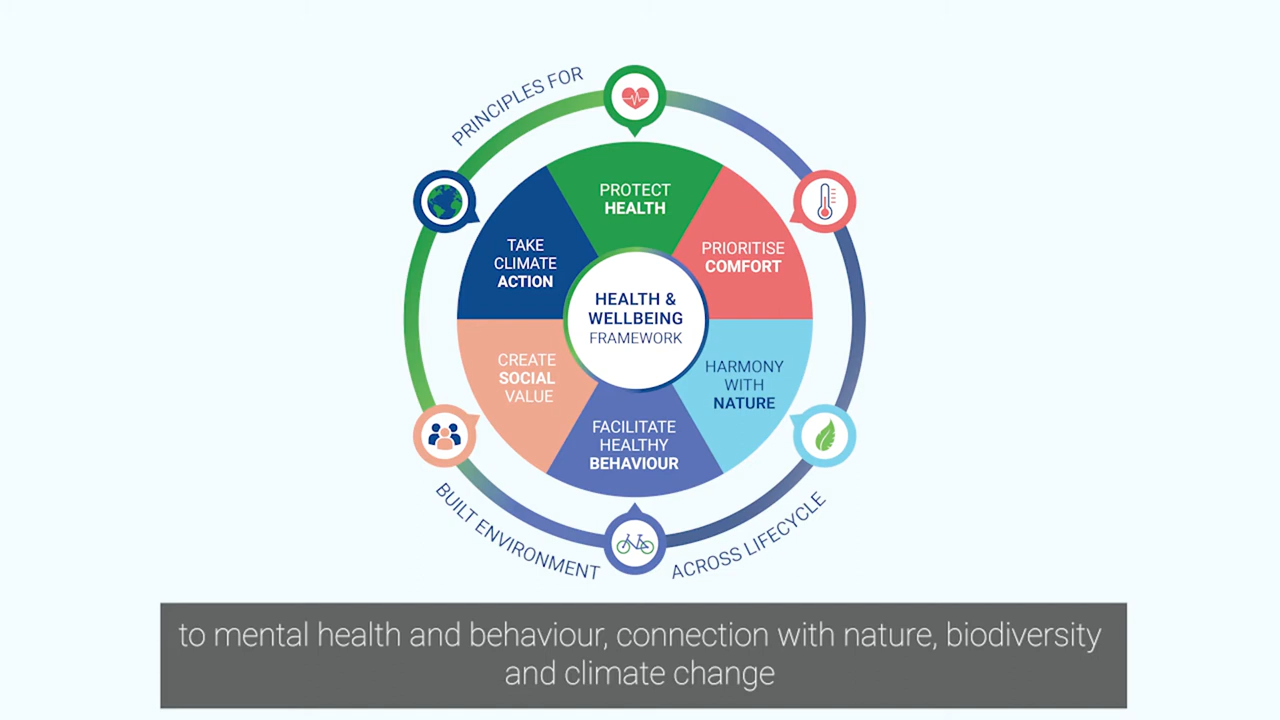 PRINCIPLES FOR
PROTECT
HEALTH
PRIORITISE
COMFORT
HARMONY
WITH
NATURE
FACILITATE
HEALTHY
BEHAVIOUR
CREATE
SOCIAL
VALUE
TAKE
CLIMATE
ACTION
HEALTH &
WELLBEING
FRAMEWORK
BUILT ENVIRONMENT
ACROSS LIFECYCLE
to mental health and behaviour, connection with nature, biodiversity
and climate change